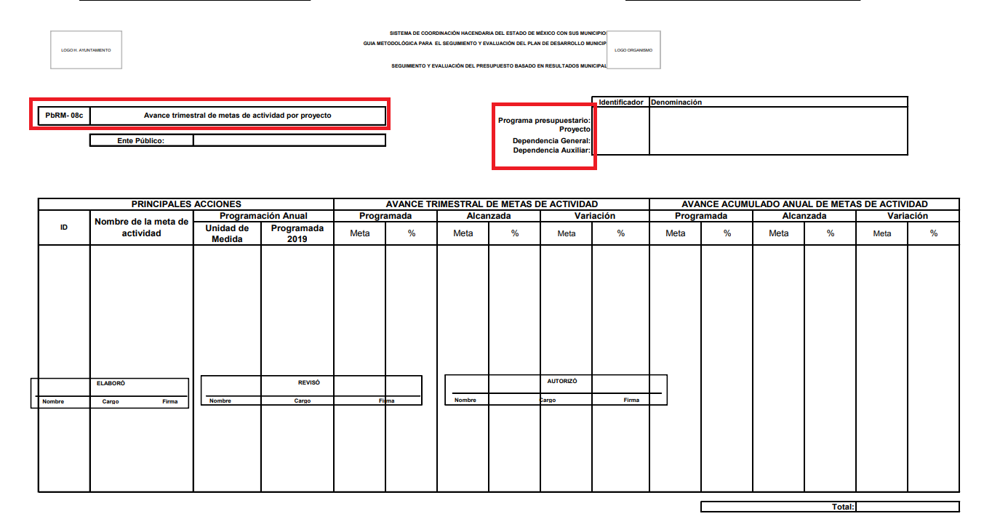 SISTEMA DE COORDINACIÓN HACENDARIA DEL ESTADO DE MÉXICO CON SUS MUNICIPIO
LOGO H. AYUNTAMIENTO
GUIA METODOLÓGICA PARA EL SEGUIMIENTO Y EVALUACIÓN DEL PLAN DE DESARROLLO MUNICIP
LOGO ORGANISMO
SEGUIMIENTO Y EVALUACIÓN DEL PRESUPUESTO BASADO EN RESULTADOS MUNICIPAL
PbRM- 08c Avance trimestral de metas de actividad por proyecto
Ente Público:
Identificador Denominación
Programa presupuestario:
Proyecto
Dependencia General:
Dependencia Auxiliar:
PRINCIPALES ACCIONES AVANCE TRIMESTRAL DE METAS DE ACTIVIDAD AVANCE ACUMULADO ANUAL DE METAS DE ACTIVIDAD
ID Nombre de la meta de actividad Programación Anual Programada Alcanzada Variación Programada Alcanzada Variación
Unidad de Medida Programada 2019 Meta % Meta % Meta % Meta % Meta % Meta %
ELABORÓ REVISÓ AUTORIZÓ
Nombre Cargo Firma Nombre Cargo Firma Nombre Cargo Firma
Total: